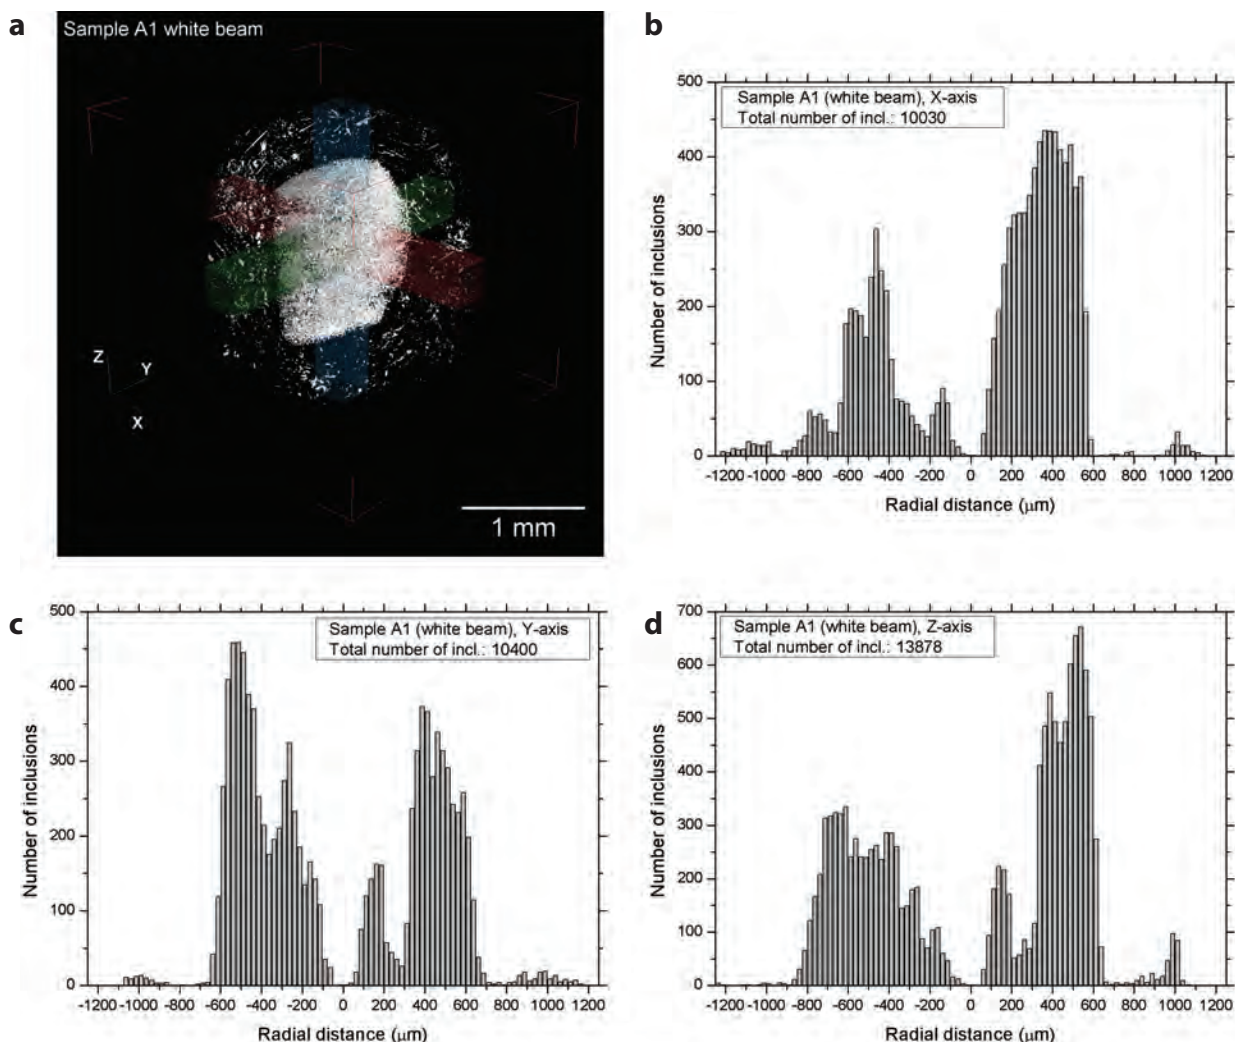 a
Sample A1 white beam
Z
Y
X
1 mm
b
Sample A1 (white beam), X-axis
Total number of incl.: 10030
Number of inclusions
500
400
300
200
100
0
-1200 -1000 -800 -600 -400 -200 0 200 400 600 800 1000 1200
Radial distance (μm)
c
Sample A1 (white beam), Y-axis
Total number of incl.: 10400
Number of inclusions
500
400
300
200
100
0
-1200 -1000 -800 -600 -400 -200 0 200 400 600 800 1000 1200
Radial distance (μm)
d
Sample A1 (white beam), Z-axis
Total number of incl.: 13878
Number of inclusions
700
600
500
400
300
200
100
0
-1200 -1000 -800 -600 -400 -200 0 200 400 600 800 1000 1200
Radial distance (μm)